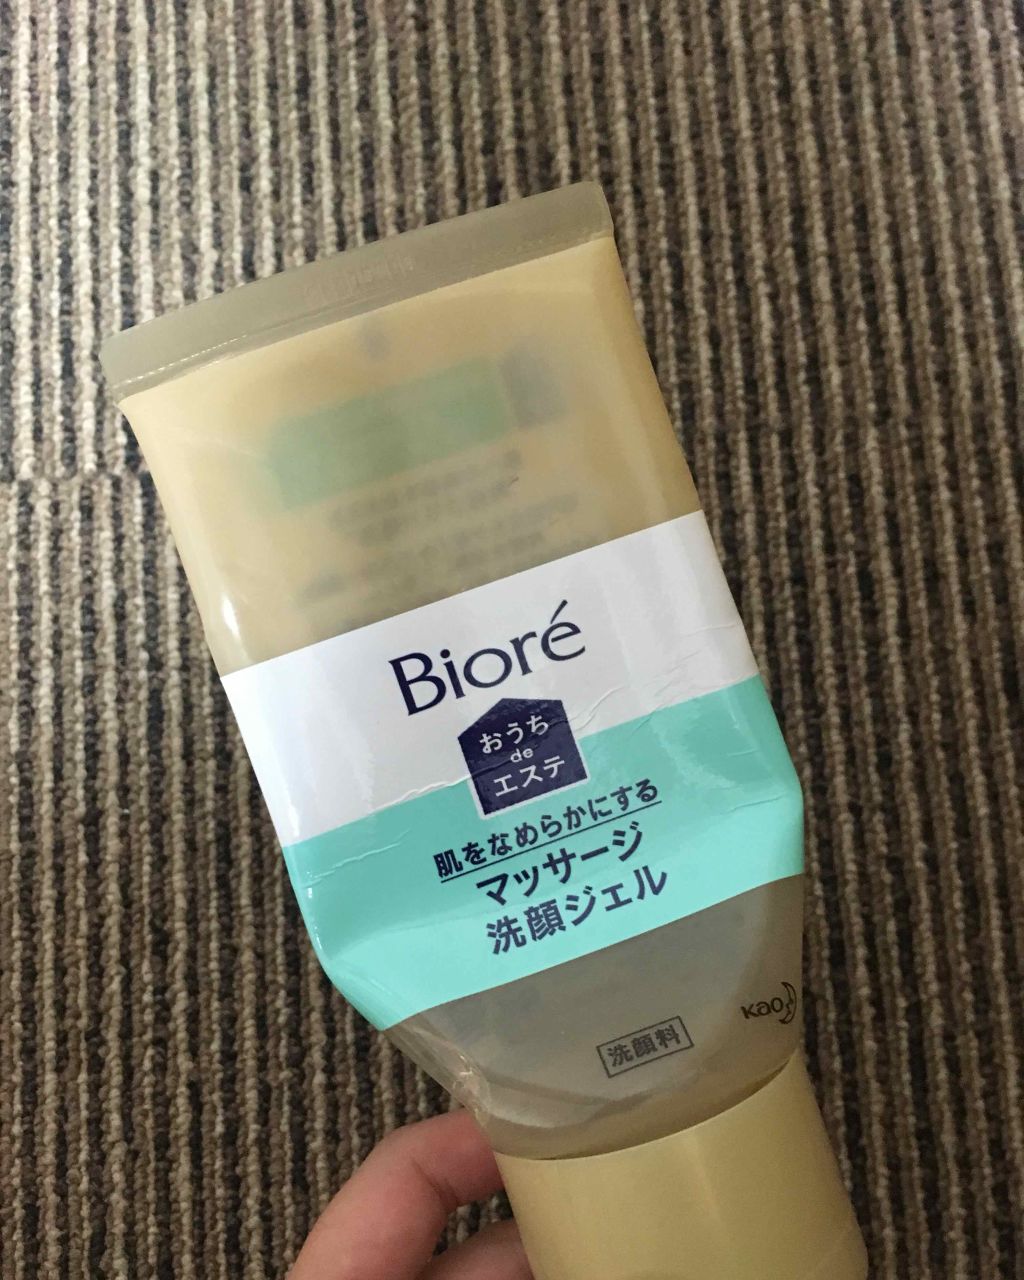 Bioré
おうち
de
エステ
肌をなめらかにする
マッサージ
洗顔ジェル
kao
洗顔料